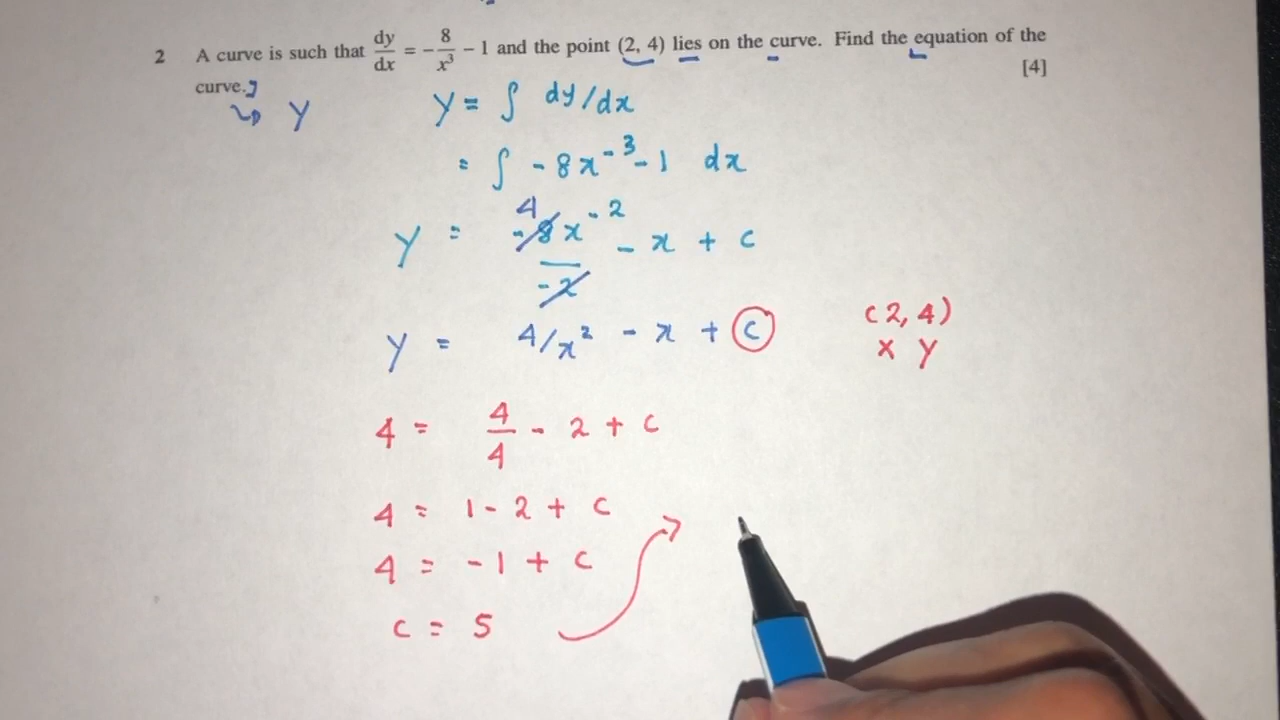 2 A curve is such that dy/dx = -8/x³ - 1 and the point (2, 4) lies on the curve. Find the equation of the
curve. [4]
↳ y
y = ∫ dy/dx
= ∫ -8x⁻³ - 1 dx
4
y = -8x⁻² / -2 - x + c
y = 4/x² - x + c
(2, 4)
x y
4 = 4/4 - 2 + c
4 = 1 - 2 + c
4 = -1 + c
c = 5